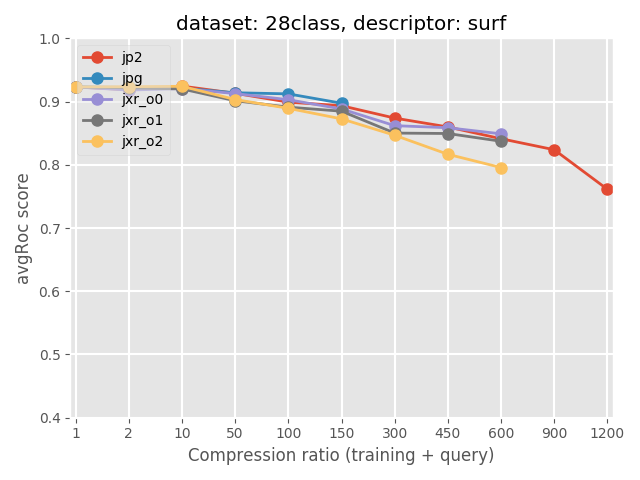 dataset: 28class, descriptor: surf
jp2
jpg
jxr_o0
jxr_o1
jxr_o2
avgRoc score
1.0
0.9
0.8
0.7
0.6
0.5
0.4
1 2 10 50 100 150 300 450 600 900 1200
Compression ratio (training + query)